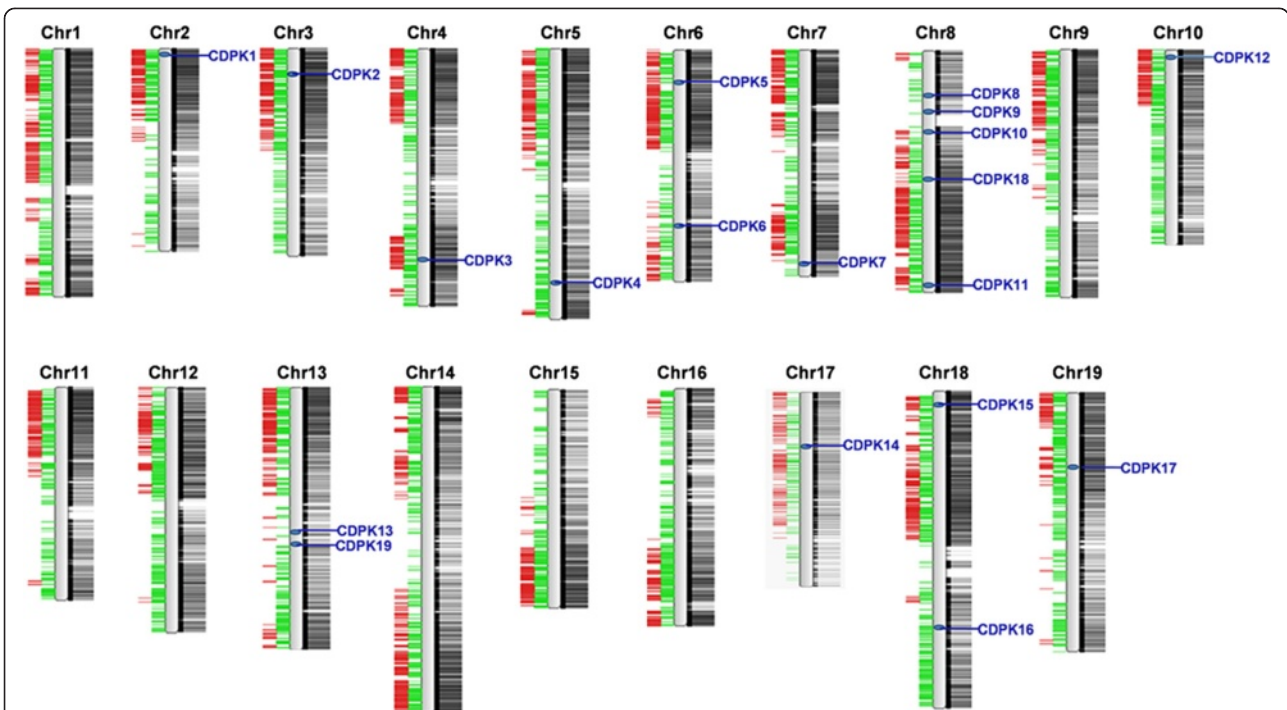 Chr1 Chr2 Chr3 Chr4 Chr5 Chr6 Chr7 Chr8 Chr9 Chr10
CDPK1
CDPK12
CDPK2
CDPK5
CDPK8
CDPK9
CDPK10
CDPK18
CDPK6
CDPK3
CDPK7
CDPK4
CDPK11
Chr11 Chr12 Chr13 Chr14 Chr15 Chr16 Chr17 Chr18 Chr19
CDPK15
CDPK14
CDPK17
CDPK13
CDPK19
CDPK16